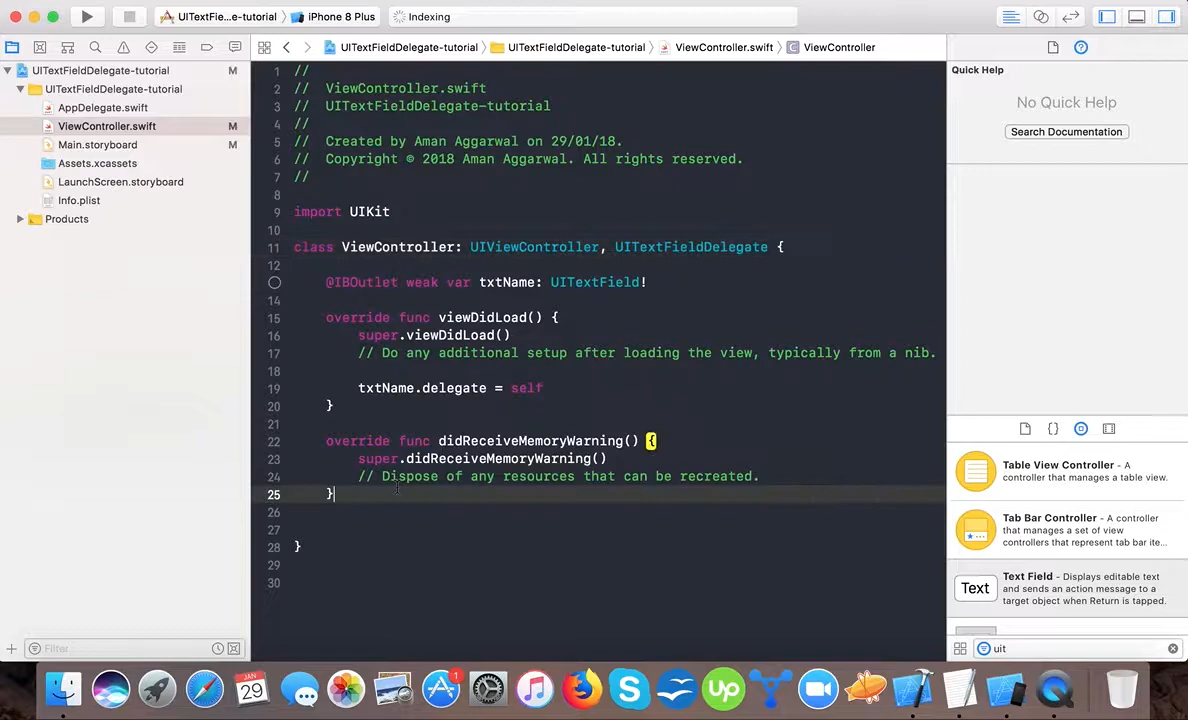 UITextFie...e-tutorial
iPhone 8 Plus
Indexing
UITextFieldDelegate-tutorial
UITextFieldDelegate-tutorial
ViewController.swift
ViewController
UITextFieldDelegate-tutorial
M
UITextFieldDelegate-tutorial
AppDelegate.swift
ViewController.swift
M
Main.storyboard
M
Assets.xcassets
LaunchScreen.storyboard
Info.plist
Products
Filter
1 //
2 // ViewController.swift
3 // UITextFieldDelegate-tutorial
4 //
5 // Created by Aman Aggarwal on 29/01/18.
6 // Copyright © 2018 Aman Aggarwal. All rights reserved.
7 //
8
9 import UIKit
10
11 class ViewController: UIViewController, UITextFieldDelegate {
12
@IBOutlet weak var txtName: UITextField!
14
15 override func viewDidLoad() {
16 super.viewDidLoad()
17 // Do any additional setup after loading the view, typically from a nib.
18
19 txtName.delegate = self
20 }
21
22 override func didReceiveMemoryWarning() {
23 super.didReceiveMemoryWarning()
24 // Dispose of any resources that can be recreated.
25 }
26
27
28 }
29
30
Quick Help
No Quick Help
Search Documentation
Table View Controller - A
controller that manages a table view.
Tab Bar Controller - A controller
that manages a set of view
controllers that represent tab bar ite...
Text
Text Field - Displays editable text
and sends an action message to a
target object when Return is tapped.
uit
JAN
29
1
S
Up